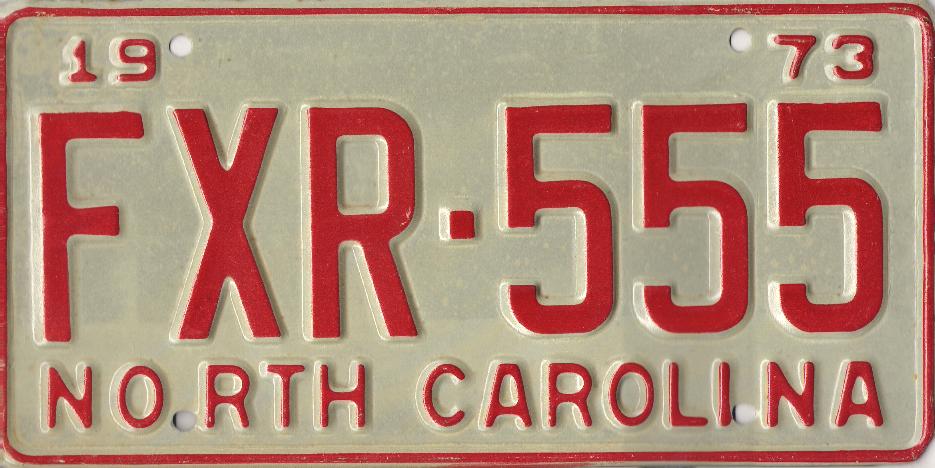 19 73
FXR·555
NORTH CAROLINA